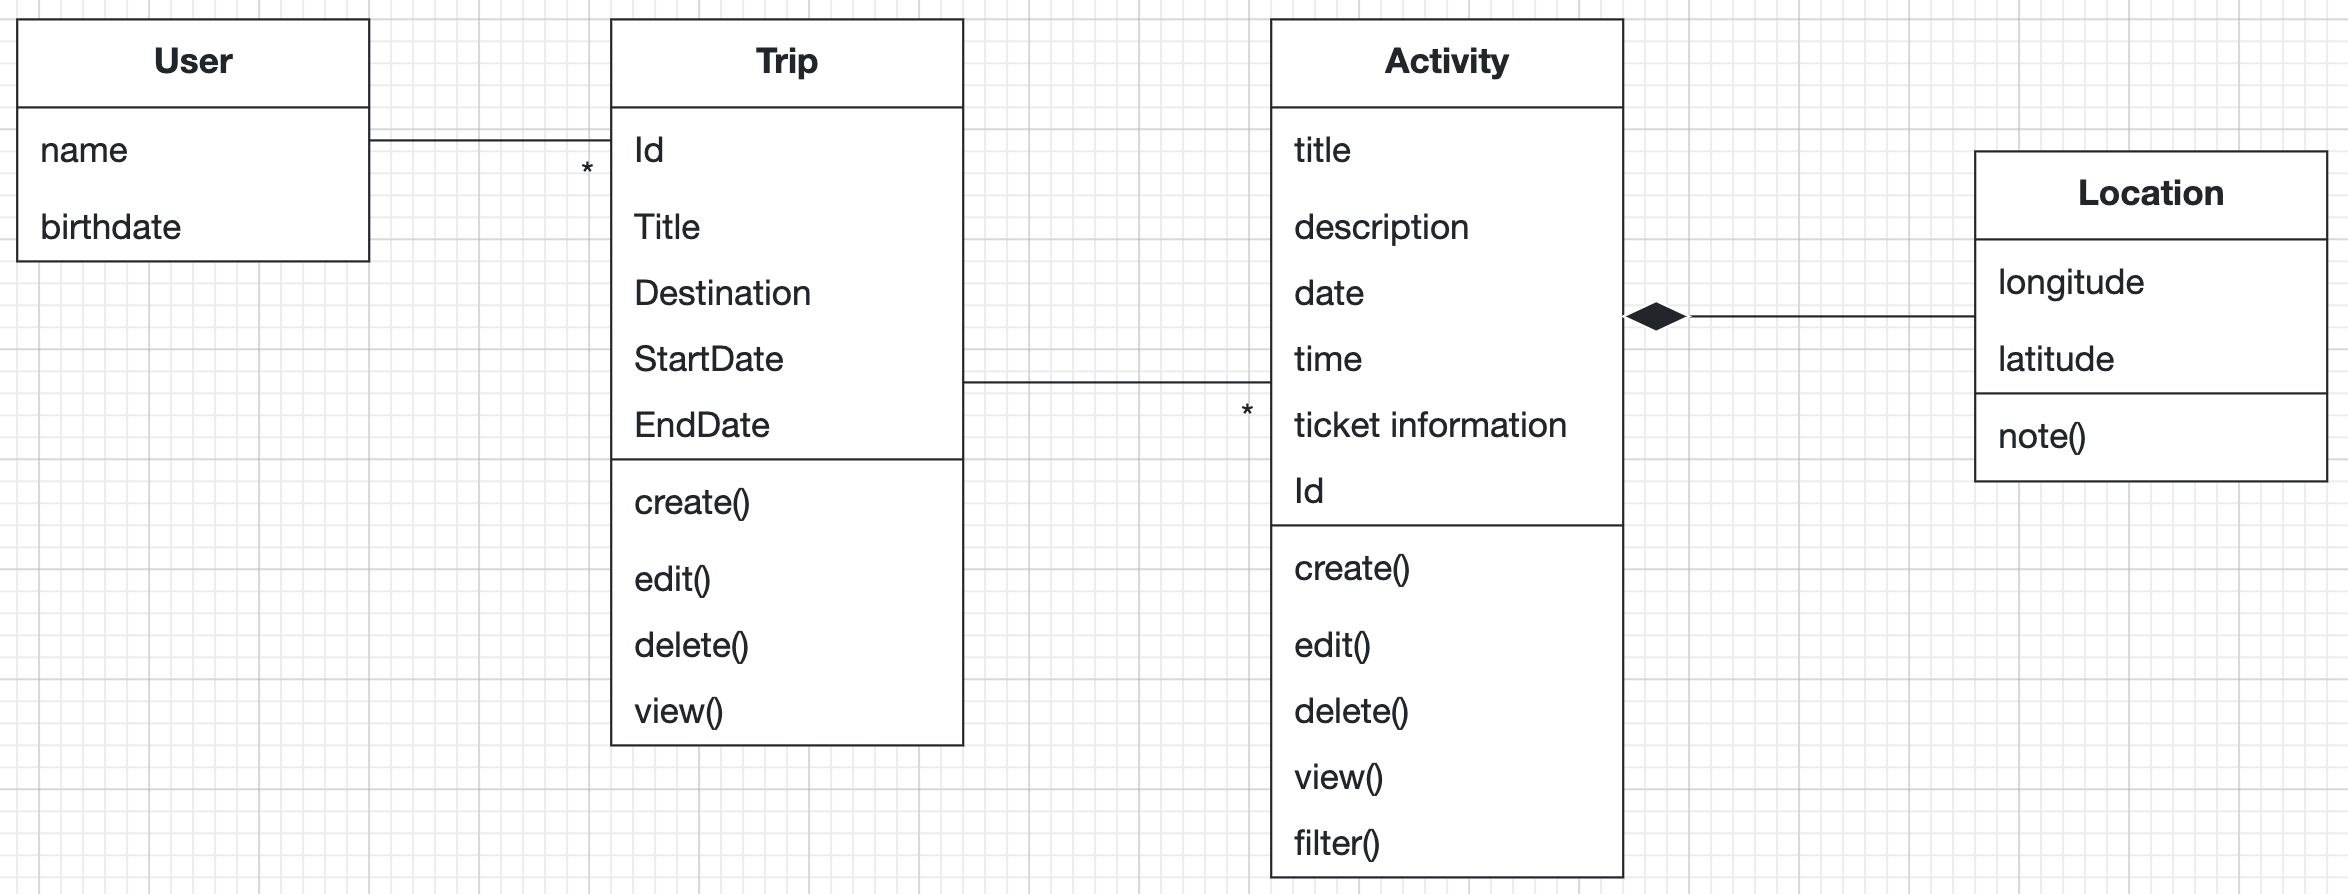 User
name
birthdate
*
Trip
Id
Title
Destination
StartDate
EndDate
create()
edit()
delete()
view()
*
Activity
title
description
date
time
ticket information
Id
create()
edit()
delete()
view()
filter()
Location
longitude
latitude
note()